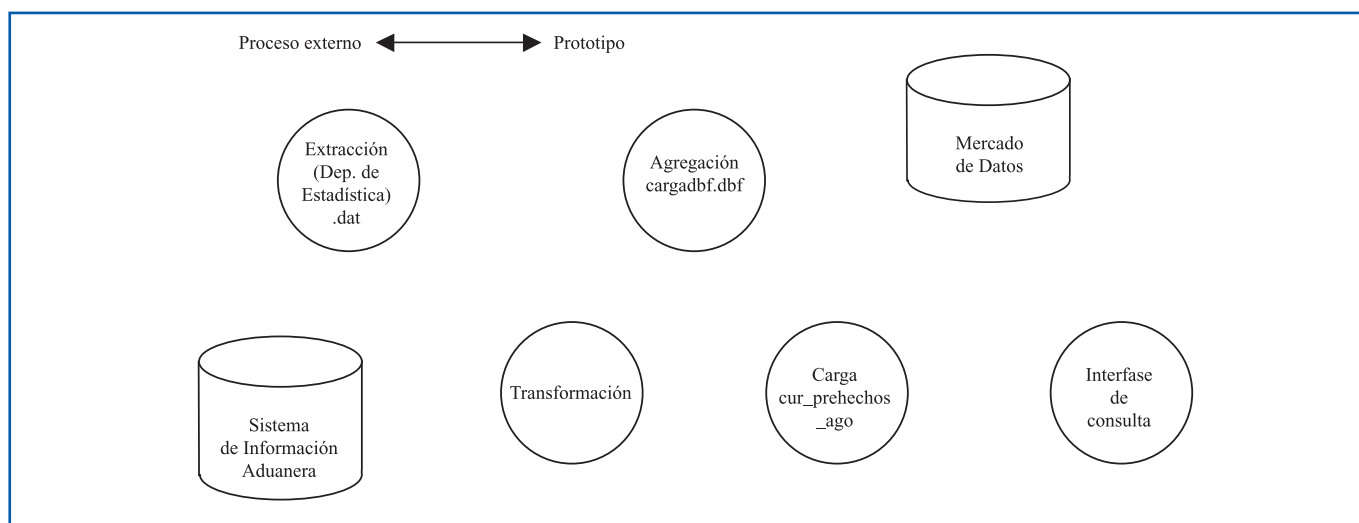 Proceso externo
Prototipo
Extracción
(Dep. de
Estadística)
.dat
Agregación
cargadbf.dbf
Mercado
de Datos
Sistema
de Información
Aduanera
Transformación
Carga
cur_prehechos
_ago
Interfase
de
consulta